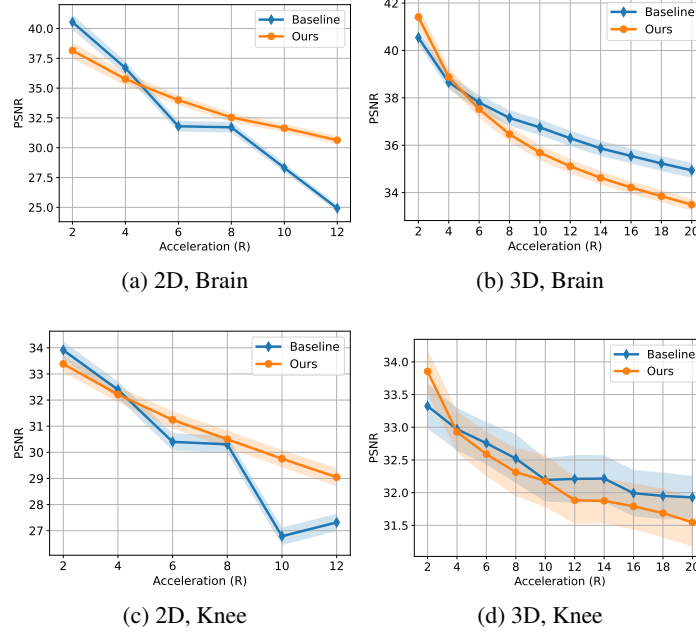 40.0
37.5
35.0
32.5
30.0
27.5
25.0
PSNR
Baseline
Ours
2 4 6 8 10 12
Acceleration (R)
(a) 2D, Brain
42
40
38
36
34
PSNR
Baseline
Ours
2 4 6 8 10 12 14 16 18 20
Acceleration (R)
(b) 3D, Brain
34
33
32
31
30
29
28
27
PSNR
Baseline
Ours
2 4 6 8 10 12
Acceleration (R)
(c) 2D, Knee
34.0
33.5
33.0
32.5
32.0
31.5
PSNR
Baseline
Ours
2 4 6 8 10 12 14 16 18 20
Acceleration (R)
(d) 3D, Knee